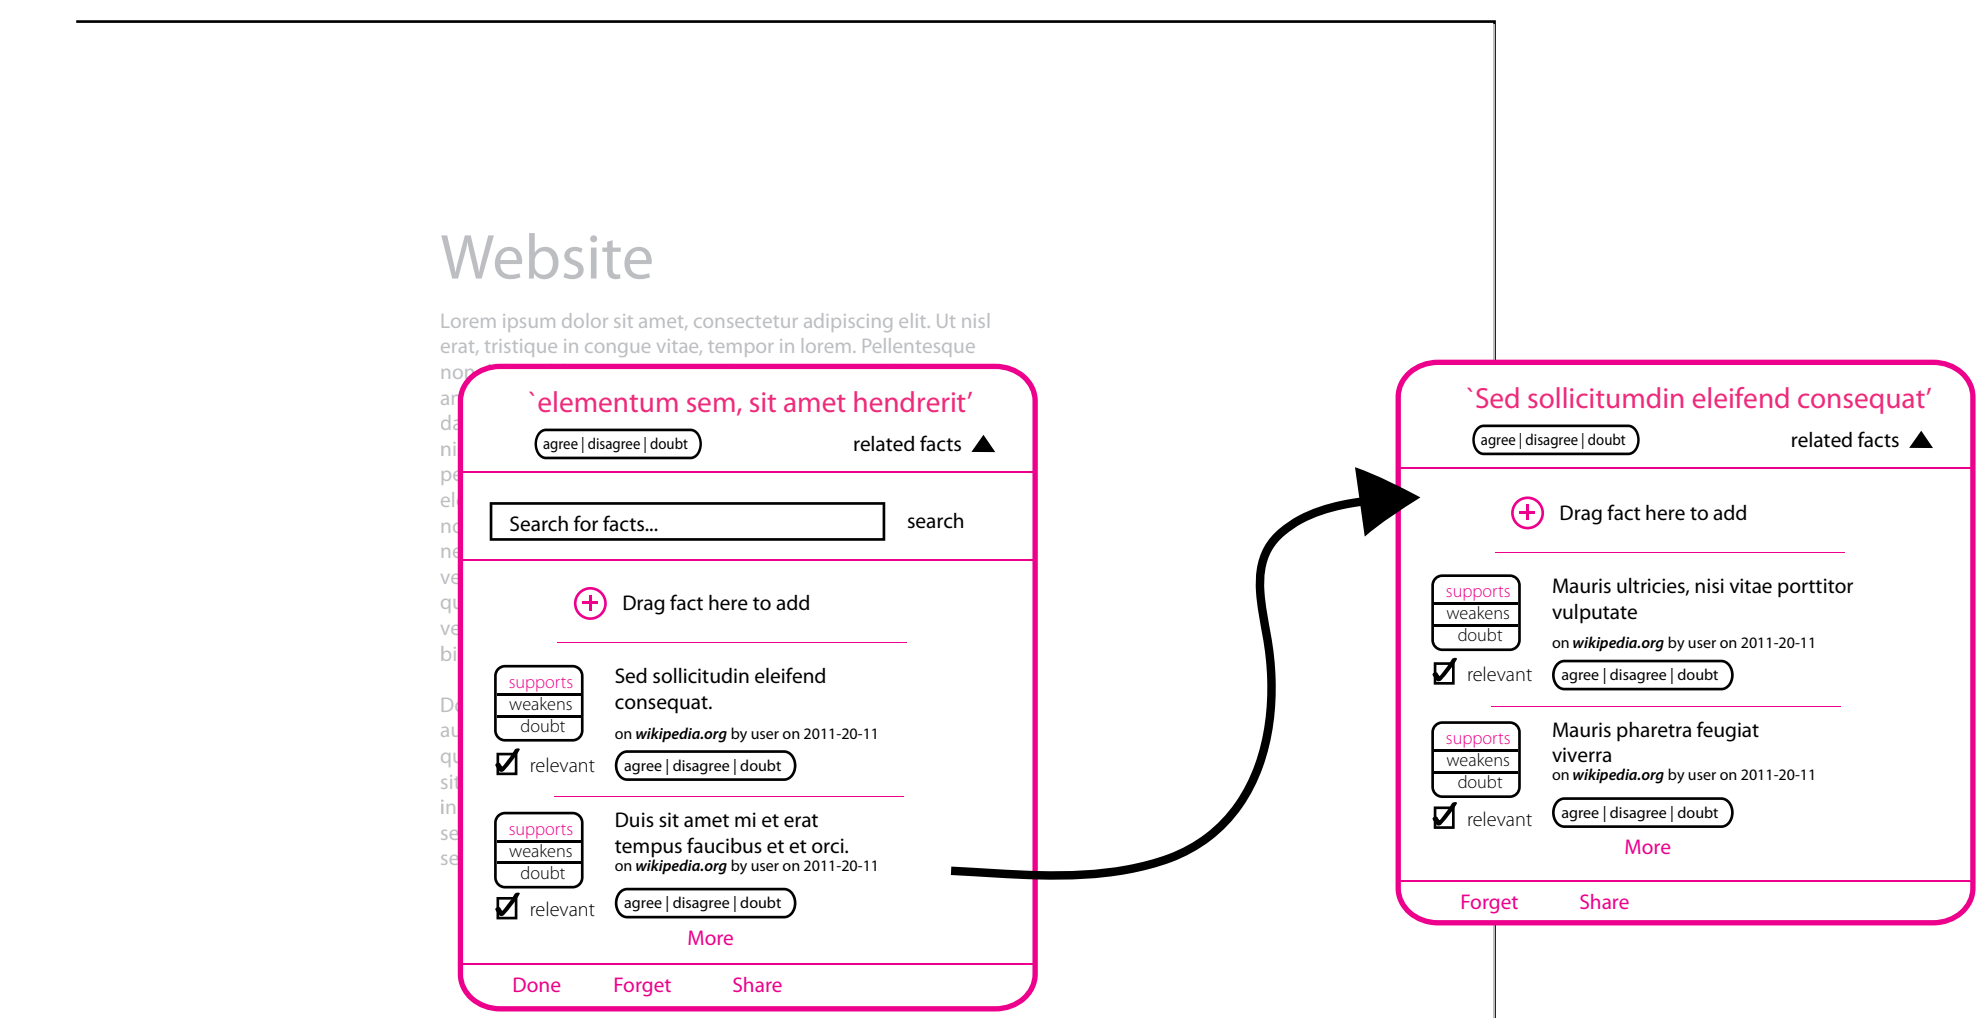 Website
Lorem ipsum dolor sit amet, consectetur adipiscing elit. Ut nisl
erat, tristique in congue vitae, tempor in lorem. Pellentesque
`elementum sem, sit amet hendrerit’
agree | disagree | doubt
related facts
Search for facts...
search
Drag fact here to add
supports
weakens
doubt
relevant
Sed sollicitudin eleifend
consequat.
on wikipedia.org by user on 2011-20-11
agree | disagree | doubt
supports
weakens
doubt
relevant
Duis sit amet mi et erat
tempus faucibus et et orci.
on wikipedia.org by user on 2011-20-11
agree | disagree | doubt
More
Done Forget Share
`Sed sollicitumdin eleifend consequat’
agree | disagree | doubt
related facts
Drag fact here to add
supports
weakens
doubt
relevant
Mauris ultricies, nisi vitae porttitor
vulputate
on wikipedia.org by user on 2011-20-11
agree | disagree | doubt
supports
weakens
doubt
relevant
Mauris pharetra feugiat
viverra
on wikipedia.org by user on 2011-20-11
agree | disagree | doubt
More
Forget Share